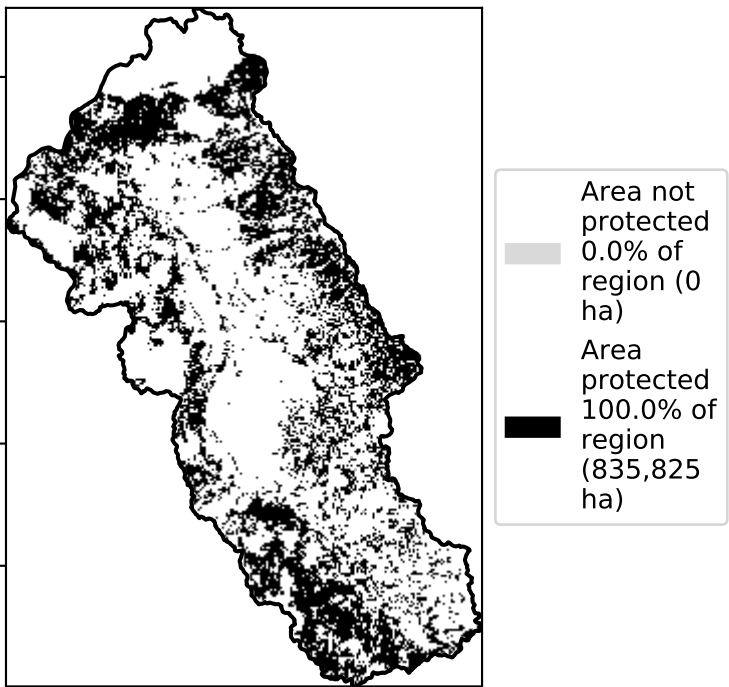 Area not
protected
0.0% of
region (0
ha)
Area
protected
100.0% of
region
(835,825
ha)